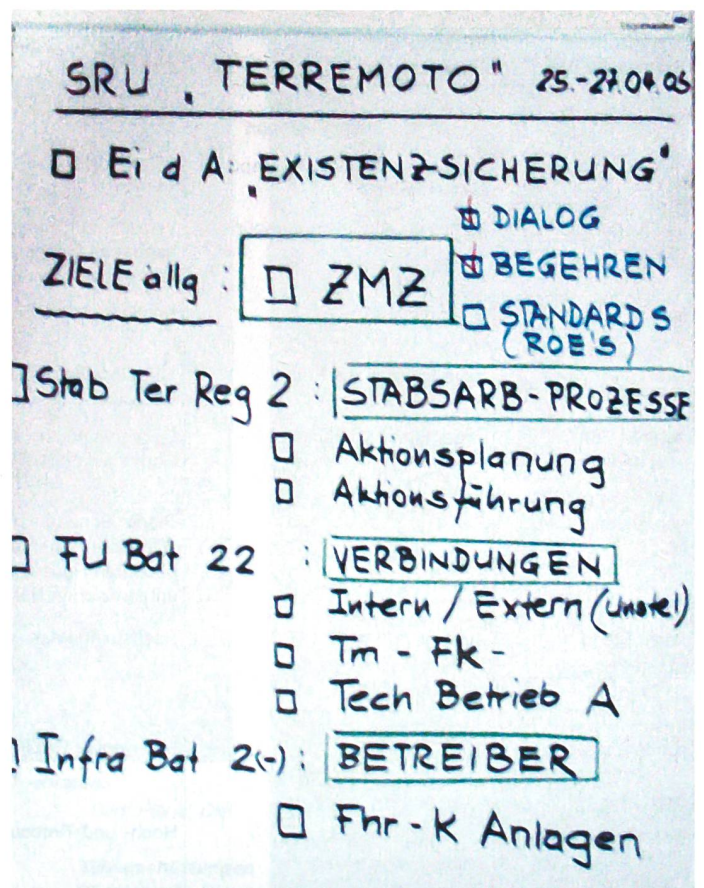 SRU „TERREMOTO" 25.-27.04.05
Ei d A „EXISTENZ-SICHERUNG"
DIALOG
ZIELE allg : ZMZ
BEGEHREN
STANDARDS
(ROE'S)
Stab Ter Reg 2 : STABSARB-PROZESSE
Aktionsplanung
Aktionsführung
FU Bat 22 : VERBINDUNGEN
Intern / Extern (unotel)
Tm - Fk -
Tech Betrieb A
Infra Bat 2(-) : BETREIBER
Fhr - K Anlagen